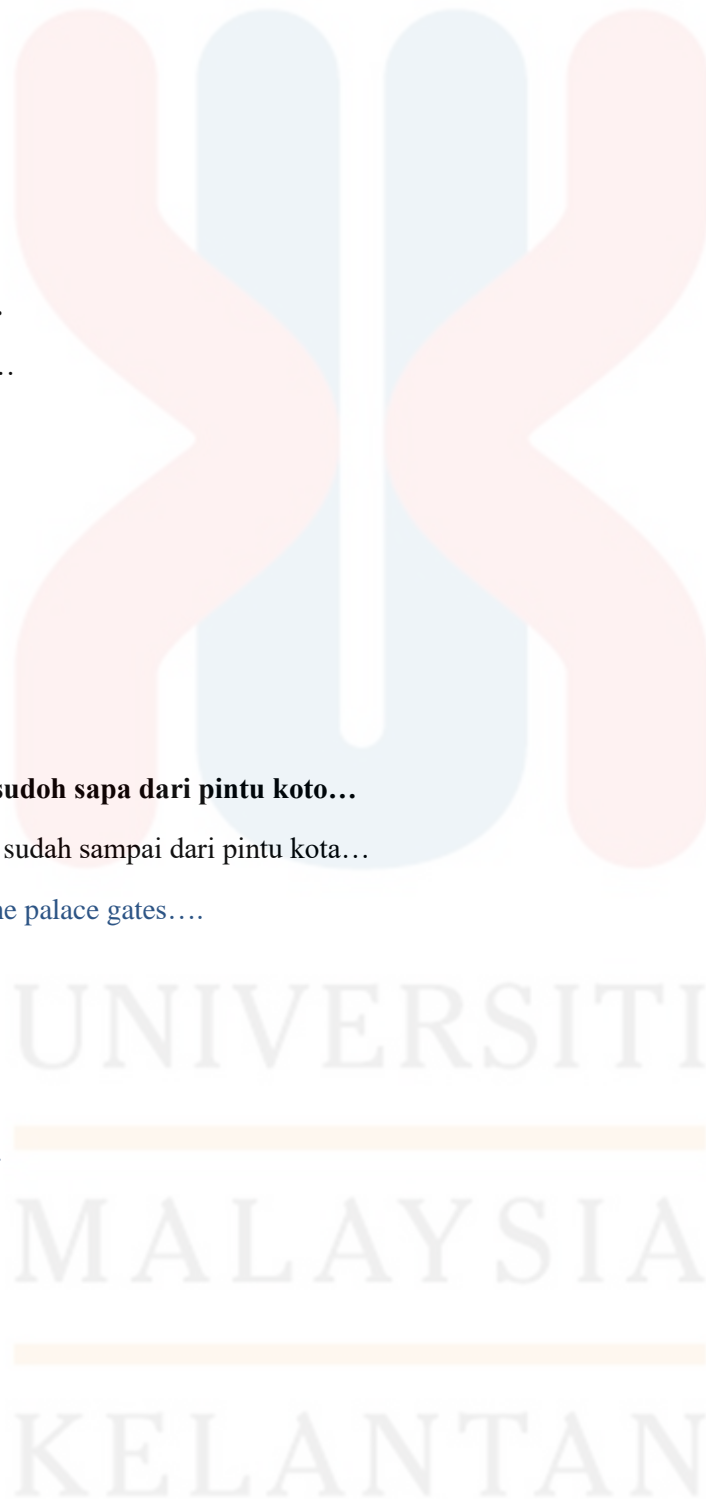 …
sudoh sapa dari pintu koto…
sudah sampai dari pintu kota…
palace gates….
UNIVERSITI
MALAYSIA
KELANTAN